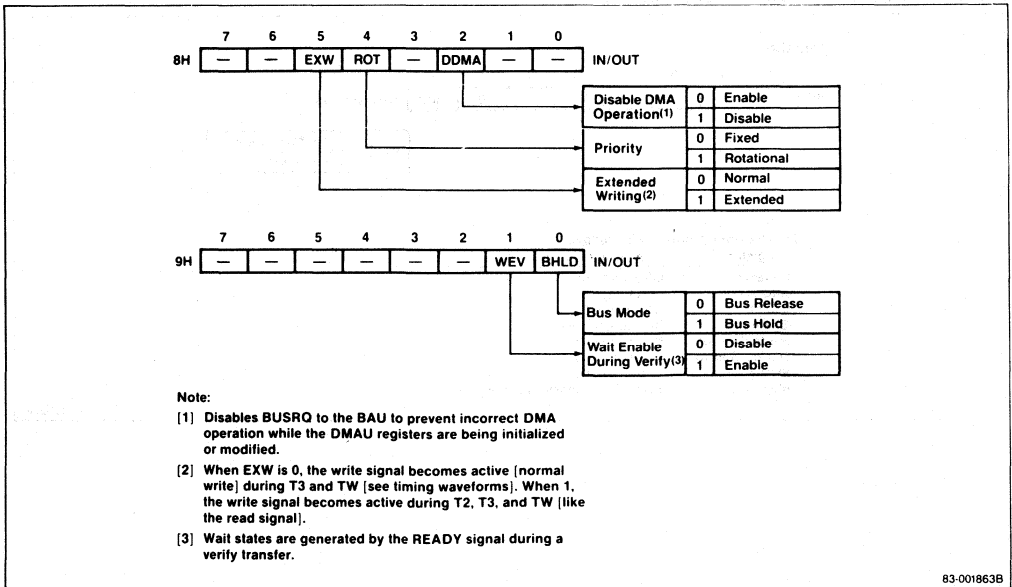 7 6 5 4 3 2 1 0
8H — — EXW ROT — DDMA — — IN/OUT
Disable DMA Operation(1) 0 Enable
1 Disable
Priority 0 Fixed
1 Rotational
Extended Writing(2) 0 Normal
1 Extended
7 6 5 4 3 2 1 0
9H — — — — — — WEV BHLD IN/OUT
Bus Mode 0 Bus Release
1 Bus Hold
Wait Enable During Verify(3) 0 Disable
1 Enable
Note:
[1] Disables BUSRQ to the BAU to prevent incorrect DMA
operation while the DMAU registers are being initialized
or modified.
[2] When EXW is 0, the write signal becomes active [normal
write] during T3 and TW [see timing waveforms]. When 1,
the write signal becomes active during T2, T3, and TW [like
the read signal].
[3] Wait states are generated by the READY signal during a
verify transfer.
83-001863B